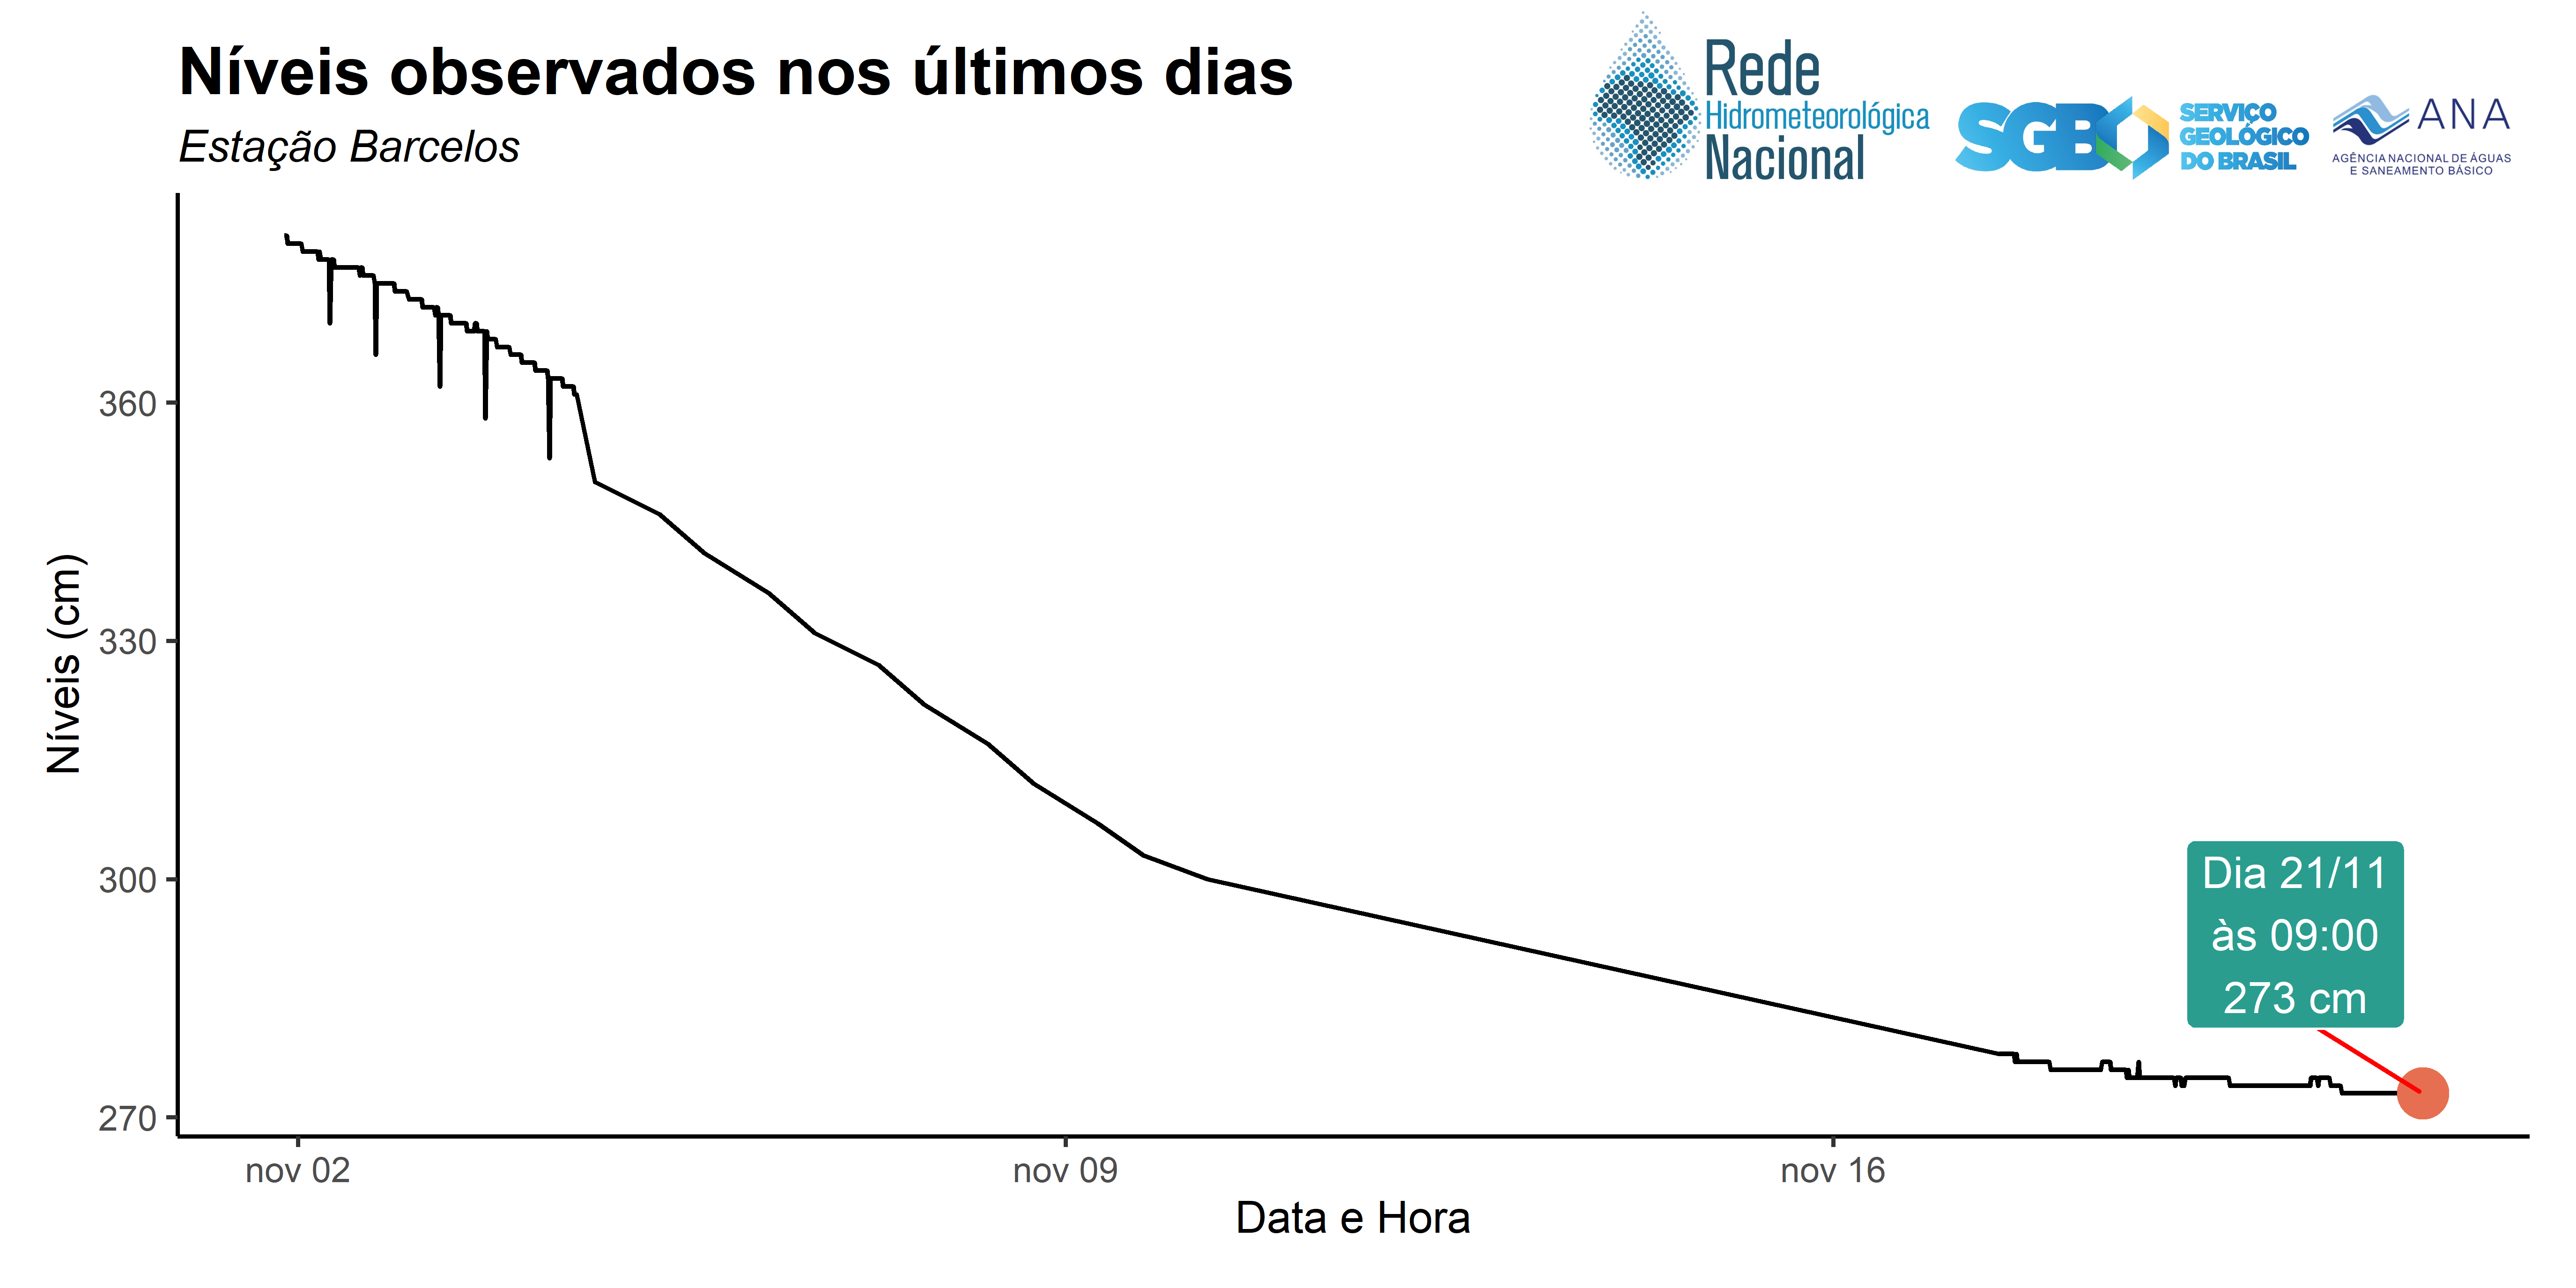 Níveis observados nos últimos dias
Estação Barcelos
Rede
Hidrometeorológica
Nacional
SGB
SERVIÇO
GEOLÓGICO
DO BRASIL
ANA
AGÊNCIA NACIONAL DE ÁGUAS
E SANEAMENTO BÁSICO
Níveis (cm)
360
330
300
270
Dia 21/11
às 09:00
273 cm
nov 02
nov 09
nov 16
Data e Hora